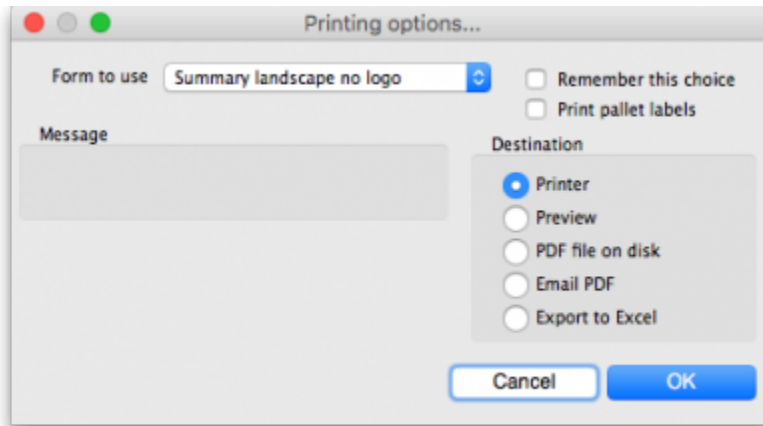 Printing options...
Form to use Summary landscape no logo Remember this choice
Print pallet labels
Message
Destination
Printer
Preview
PDF file on disk
Email PDF
Export to Excel
Cancel OK